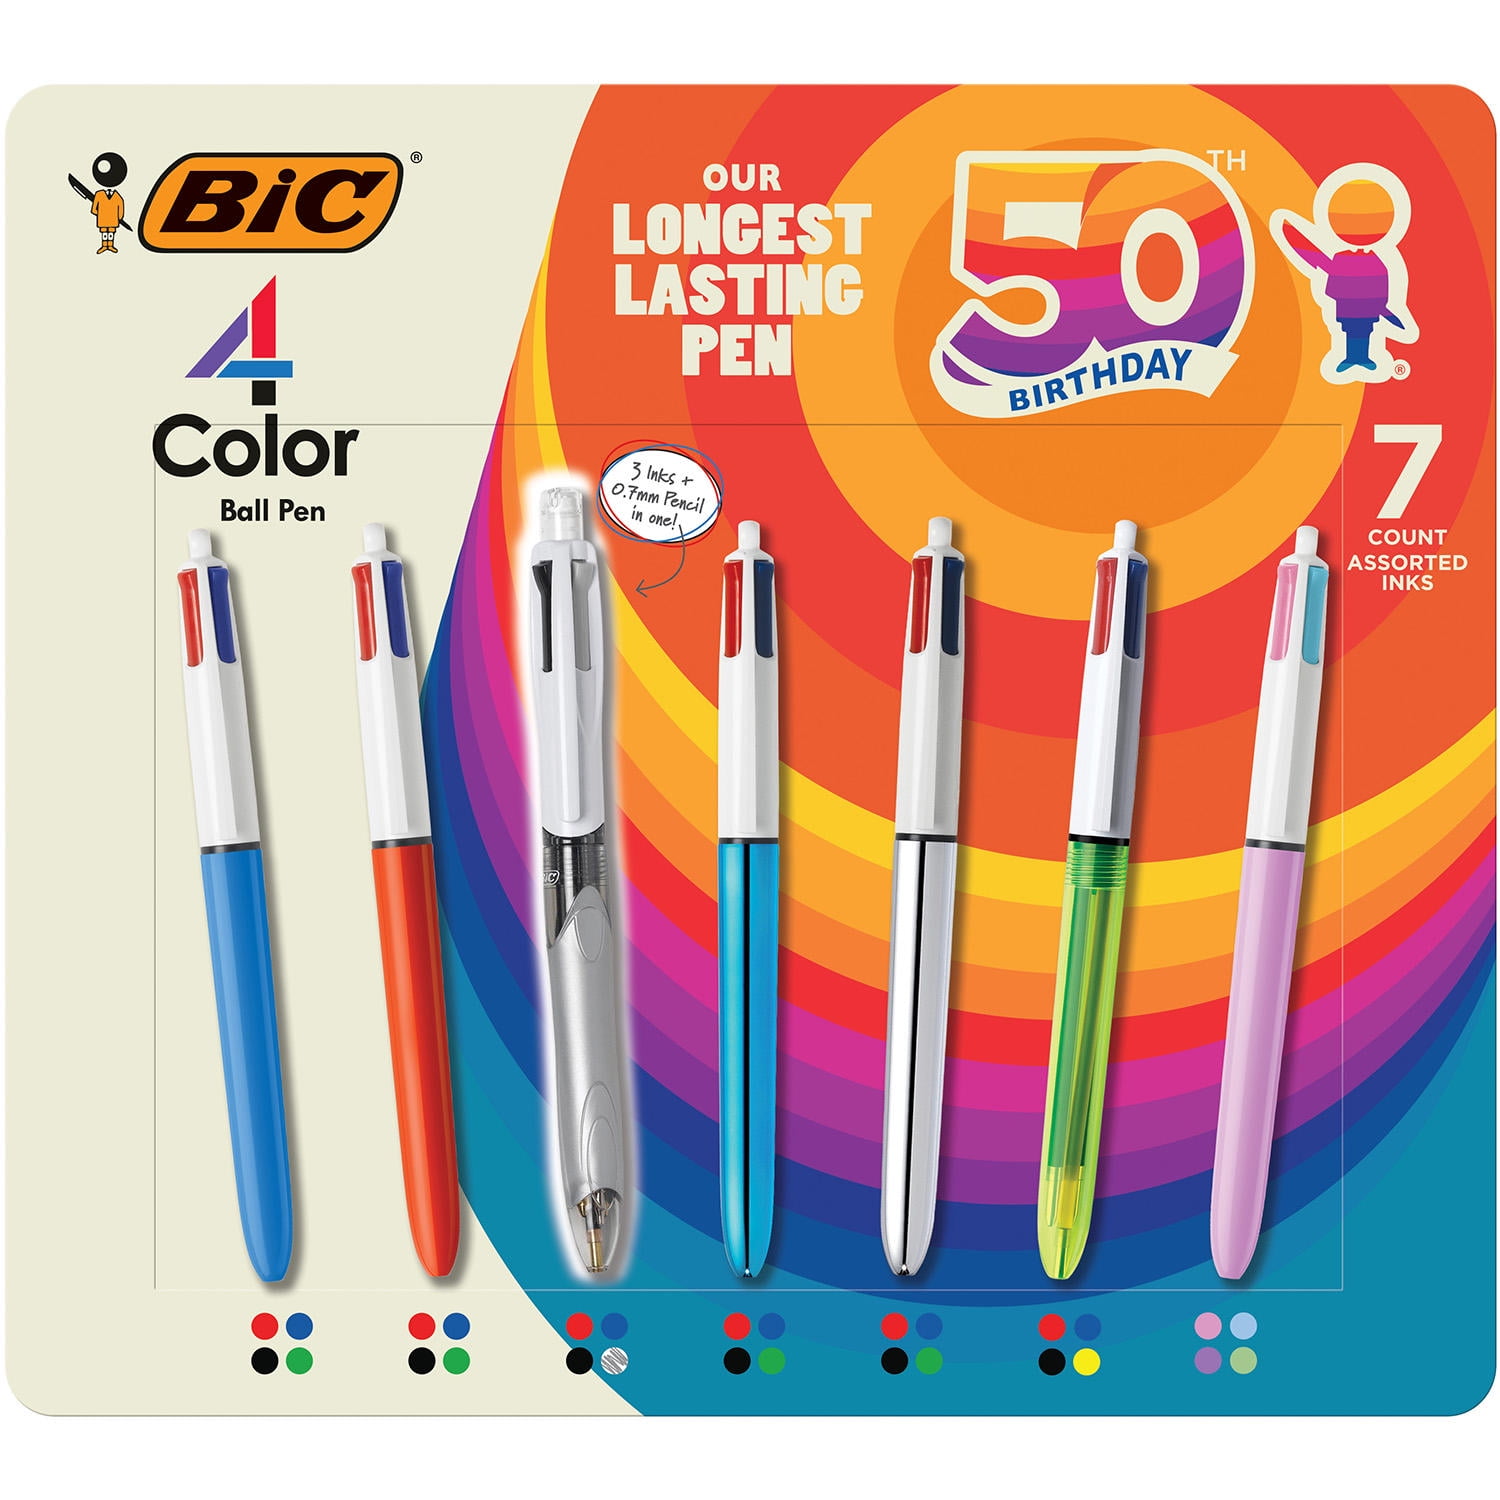 BiC®
4
Color
Ball Pen
OUR
LONGEST
LASTING
PEN
50TH
BIRTHDAY
®
7
COUNT
ASSORTED
INKS
3 Inks +
0.7mm Pencil
in one!
BIC